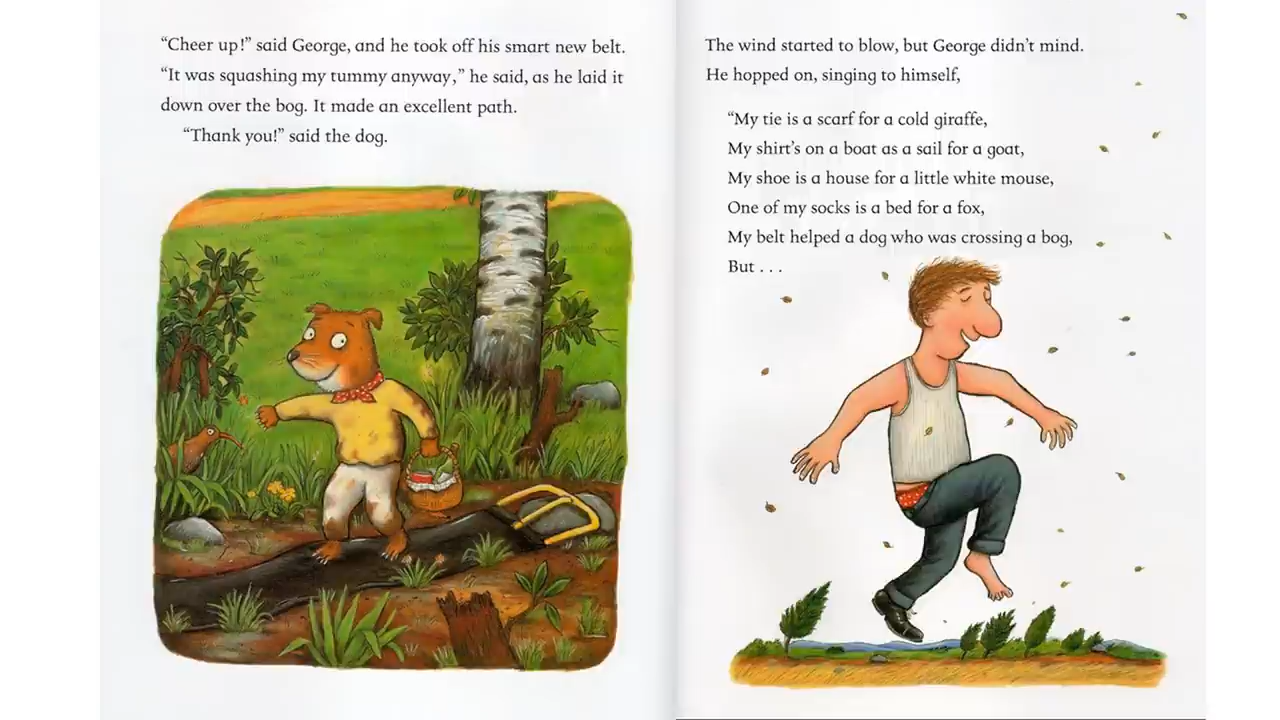 “Cheer up!” said George, and he took off his smart new belt.
“It was squashing my tummy anyway,” he said, as he laid it
down over the bog. It made an excellent path.
“Thank you!” said the dog.
The wind started to blow, but George didn’t mind.
He hopped on, singing to himself,
“My tie is a scarf for a cold giraffe,
My shirt’s on a boat as a sail for a goat,
My shoe is a house for a little white mouse,
One of my socks is a bed for a fox,
My belt helped a dog who was crossing a bog,
But . . .